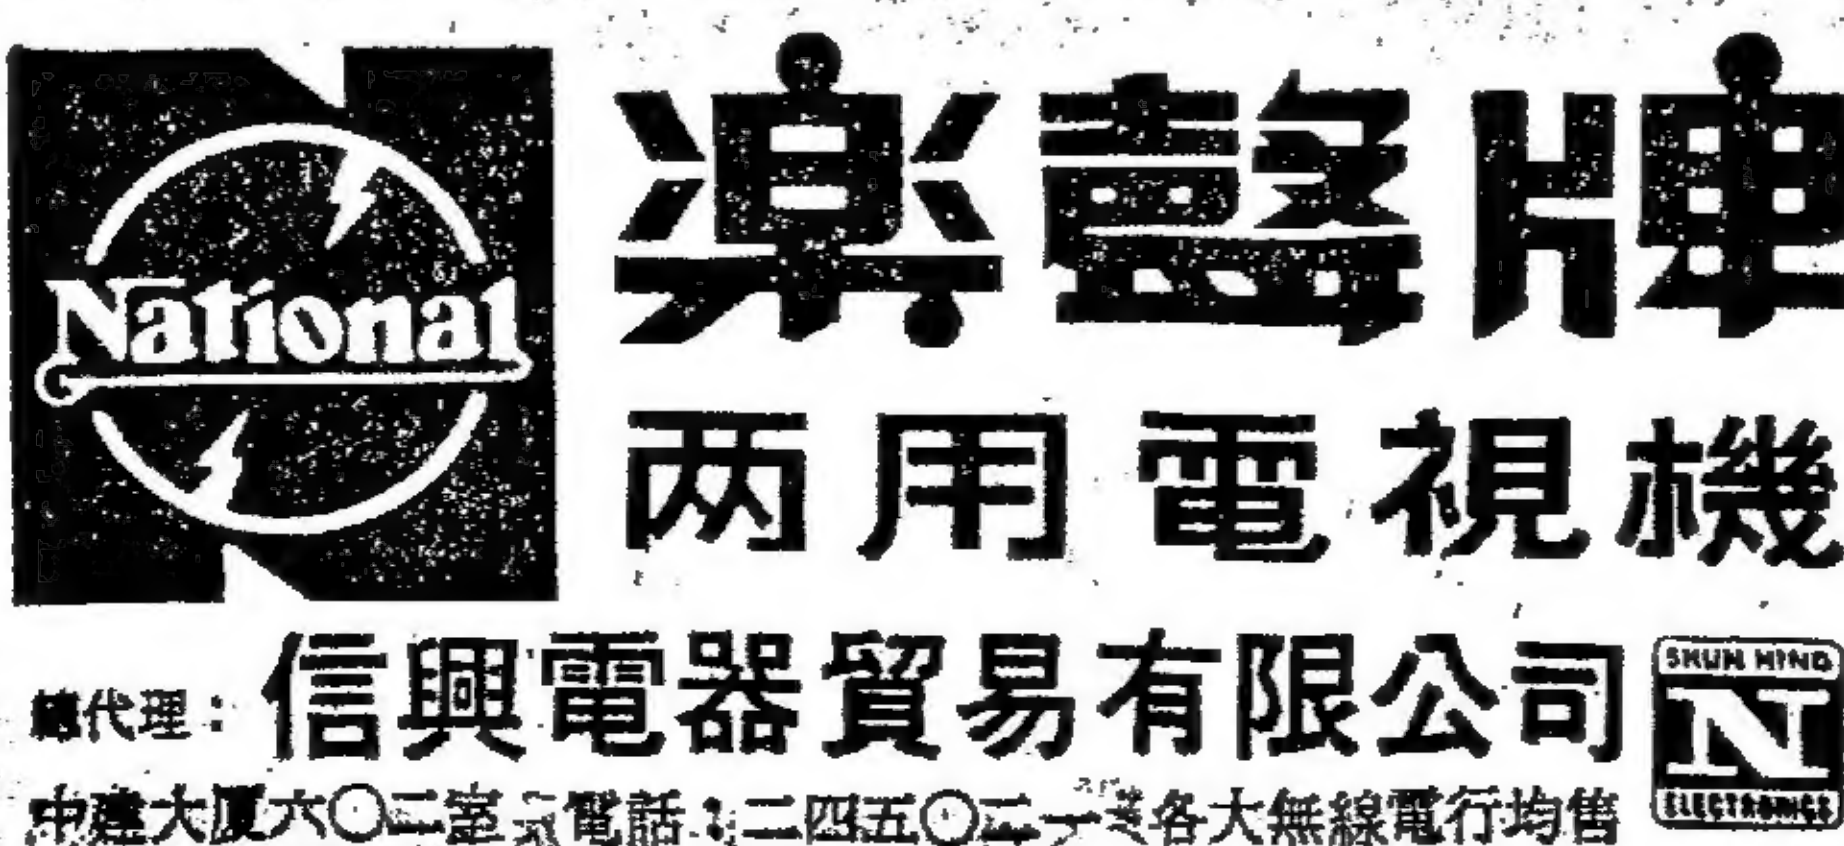 National
楽聲牌
两用電視機
總代理：信興電器貿易有限公司
SHUN HING
N
ELECTRONICS
中建大厦六〇二室 電話：二四五〇二一 各大無線電行均售